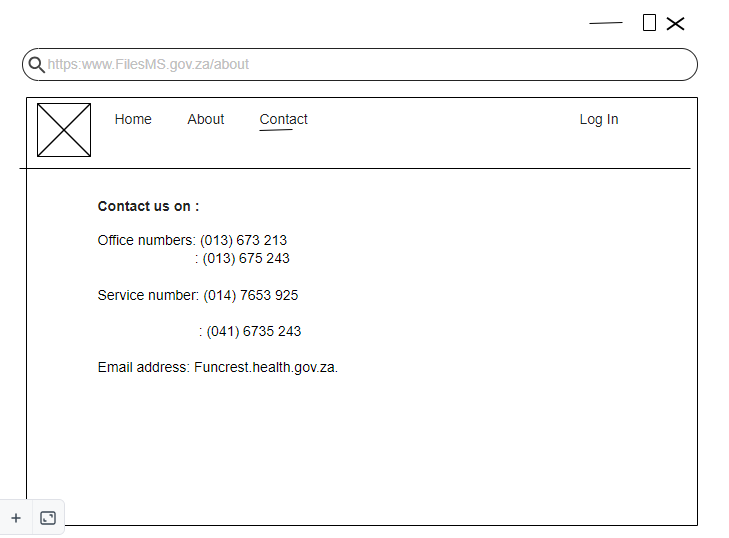 https:www.FilesMS.gov.za/about
Home About Contact Log In
Contact us on :
Office numbers: (013) 673 213
: (013) 675 243
Service number: (014) 7653 925
: (041) 6735 243
Email address: Funcrest.health.gov.za.